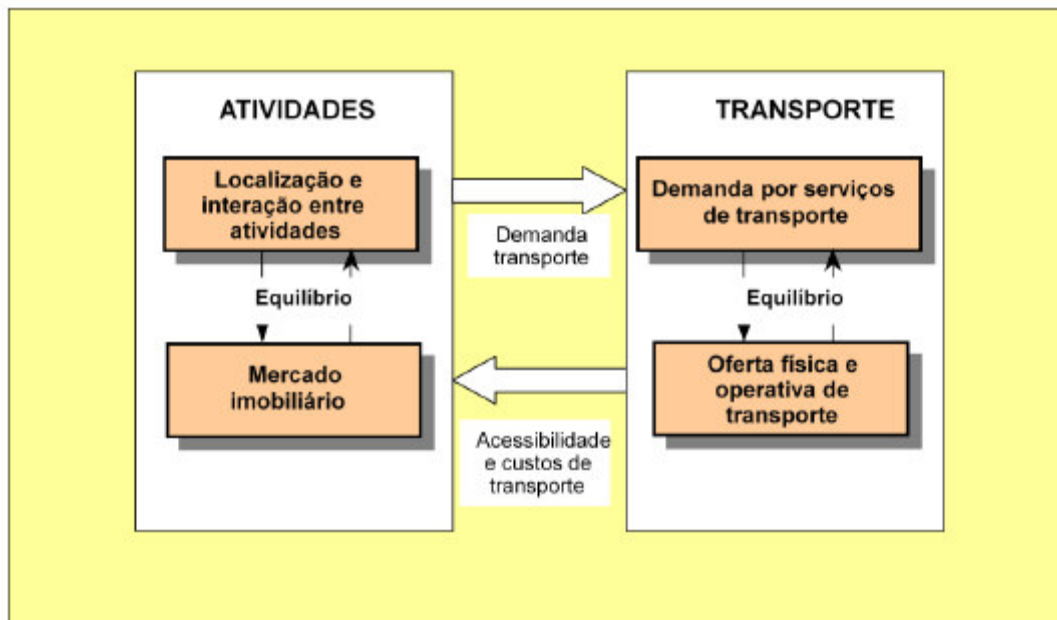 ATIVIDADES
Localização e
interação entre
atividades
Equilíbrio
Mercado
imobiliário
Demanda
transporte
Acessibilidade
e custos de
transporte
TRANSPORTE
Demanda por serviços
de transporte
Equilíbrio
Oferta física e
operativa de
transporte